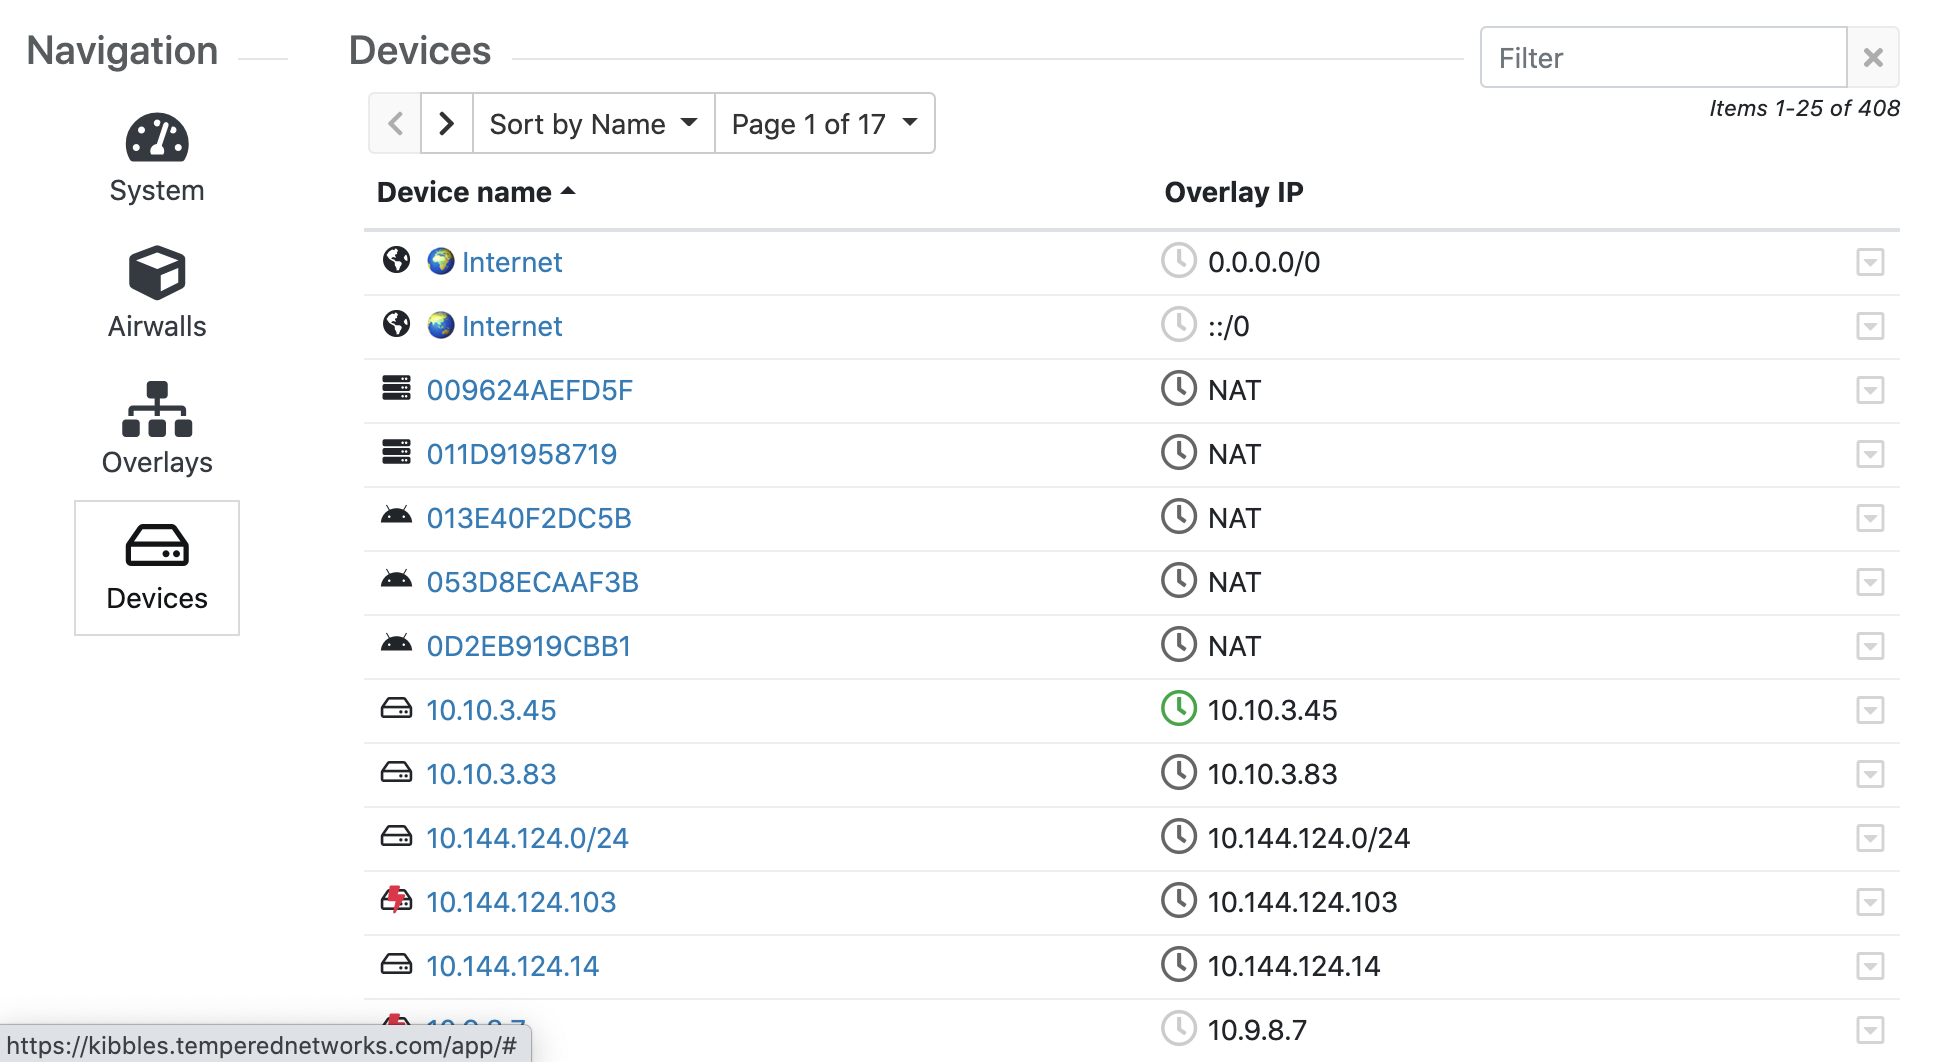 Navigation
Devices
Filter
Items 1-25 of 408
Sort by Name
Page 1 of 17
System
Airwalls
Overlays
Devices
Device name
Overlay IP
Internet 0.0.0.0/0
Internet ::/0
009624AEFD5F NAT
011D91958719 NAT
013E40F2DC5B NAT
053D8ECAAF3B NAT
0D2EB919CBB1 NAT
10.10.3.45 10.10.3.45
10.10.3.83 10.10.3.83
10.144.124.0/24 10.144.124.0/24
10.144.124.103 10.144.124.103
10.144.124.14 10.144.124.14
10.9.8.7 10.9.8.7
https://kibbles.temperednetworks.com/app/#